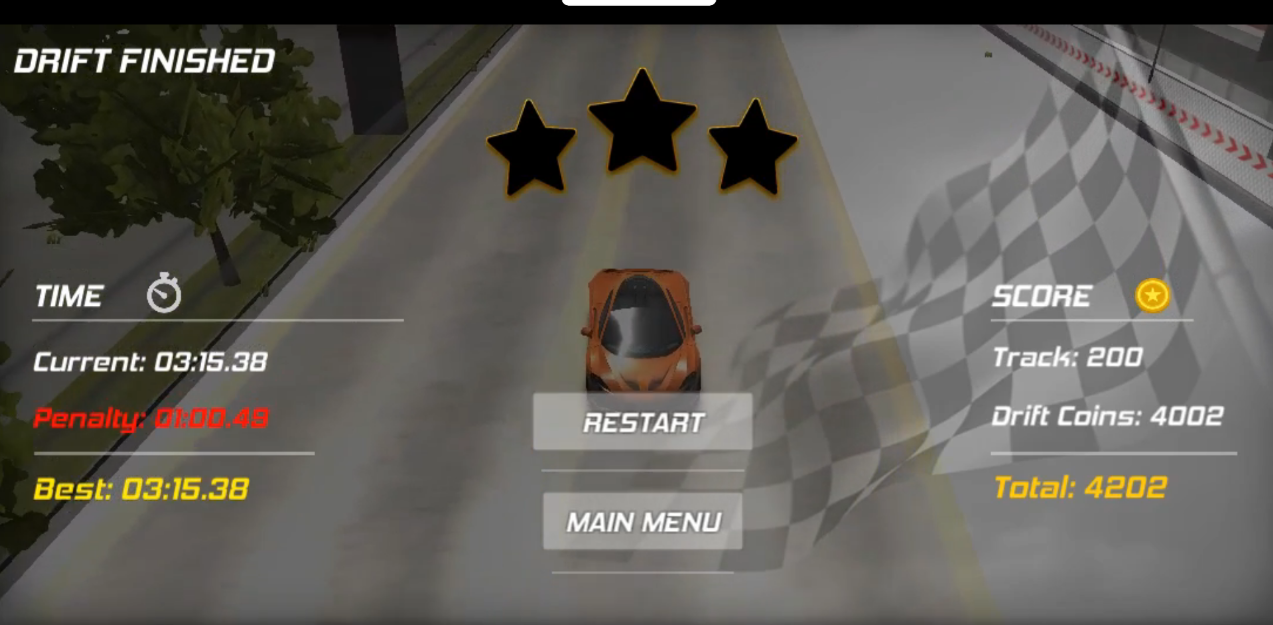 DRIFT FINISHED
TIME
Current: 03:15.38
Penalty: 01:00.49
Best: 03:15.38
RESTART
MAIN MENU
SCORE
Track: 200
Drift Coins: 4002
Total: 4202